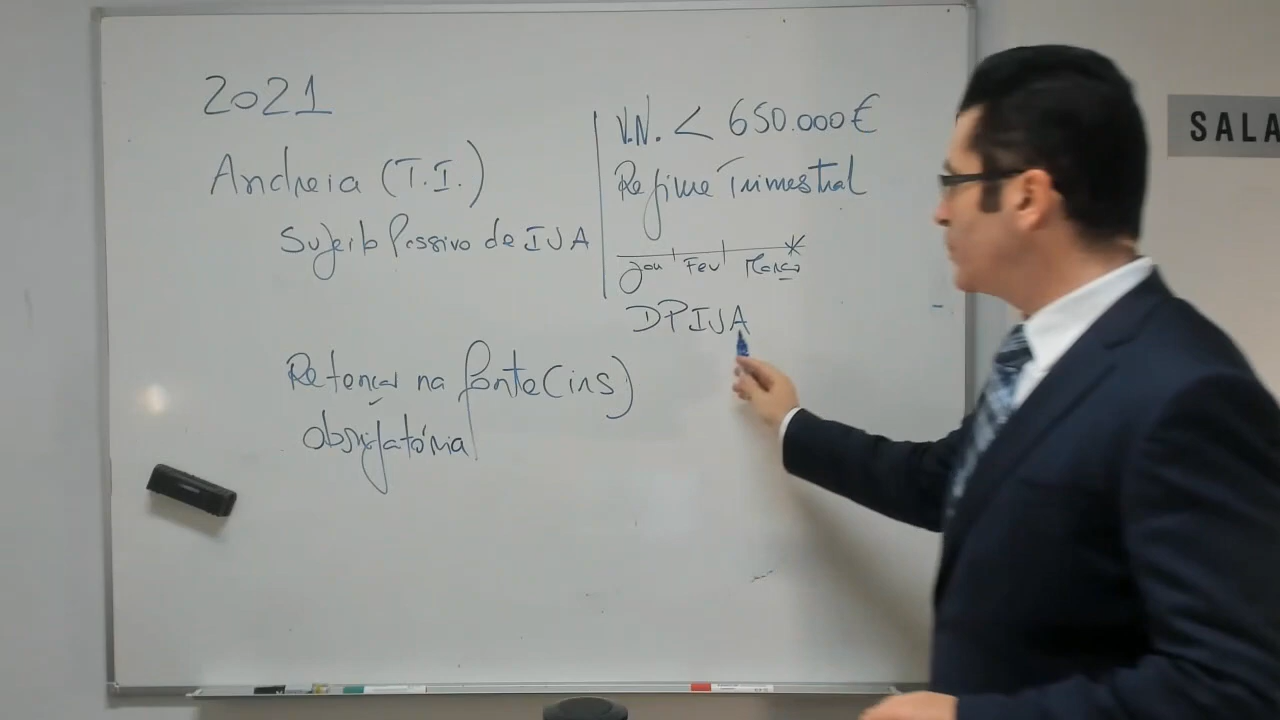 2021
Andreia (T.I.)
Sujeito Passivo de IVA
Retenção na fonte (irs)
obrigatória
V.N. < 650.000€
Regime Trimestral
Jan Fev Março
DPIVA
SALA